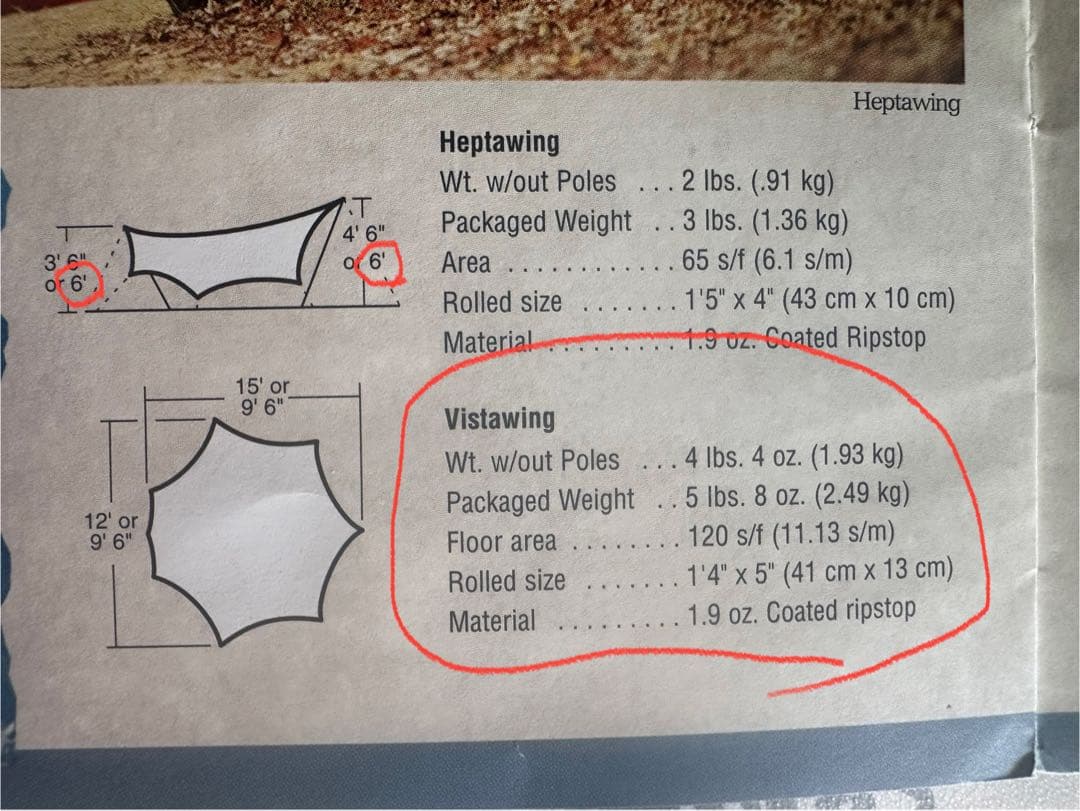 Heptawing
Heptawing
Wt. w/out Poles ... 2 lbs. (.91 kg)
Packaged Weight .. 3 lbs. (1.36 kg)
Area ............ 65 s/f (6.1 s/m)
Rolled size ....... 1'5" x 4" (43 cm x 10 cm)
Material .......... 1.9 oz. Coated Ripstop
3' 6"
or 6'
4' 6"
or 6'
15' or
9' 6"
12' or
9' 6"
Vistawing
Wt. w/out Poles ... 4 lbs. 4 oz. (1.93 kg)
Packaged Weight .. 5 lbs. 8 oz. (2.49 kg)
Floor area ........ 120 s/f (11.13 s/m)
Rolled size ....... 1'4" x 5" (41 cm x 13 cm)
Material ......... 1.9 oz. Coated ripstop